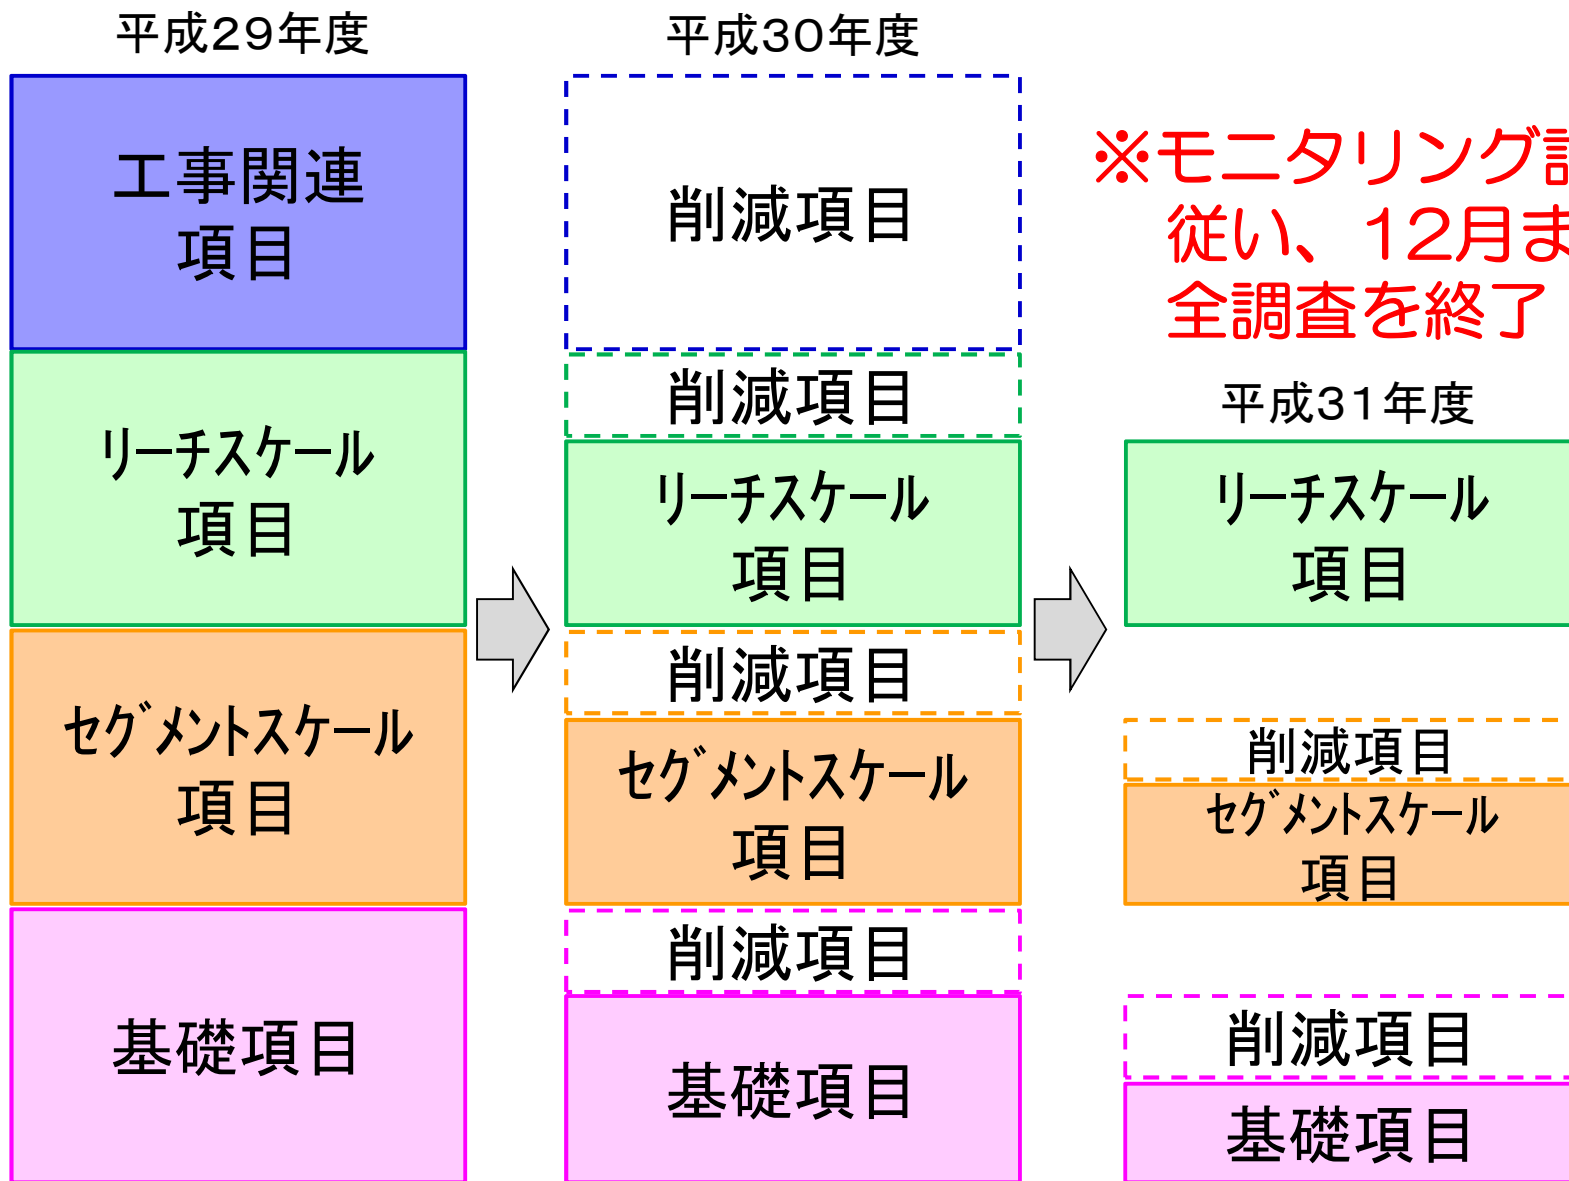 平成29年度
工事関連
項目
リーチスケール
項目
セグメントスケール
項目
基礎項目
平成30年度
削減項目
削減項目
リーチスケール
項目
削減項目
セグメントスケール
項目
削減項目
基礎項目
※モニタリング
従い、12月ま
全調査を終了
平成31年度
リーチスケール
項目
削減項目
セグメントスケール
項目
削減項目
基礎項目